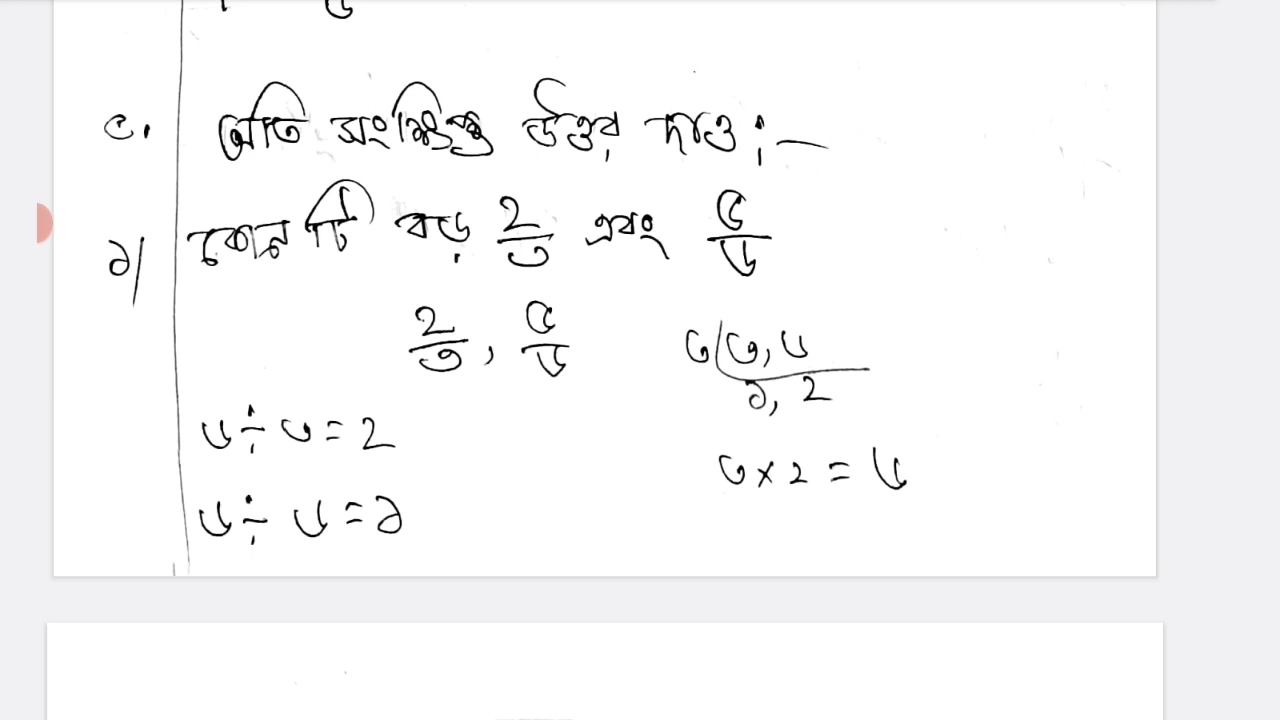 ৫. অতি সংক্ষিপ্ত উত্তর দাও :—
১/ কোনটি বড় ২/৩ এবং ৫/৬
২/৩, ৫/৬
৩/৩, ৬
১, ২
৬ ÷ ৩ = ২
৩ × ২ = ৬
৬ ÷ ৬ = ১